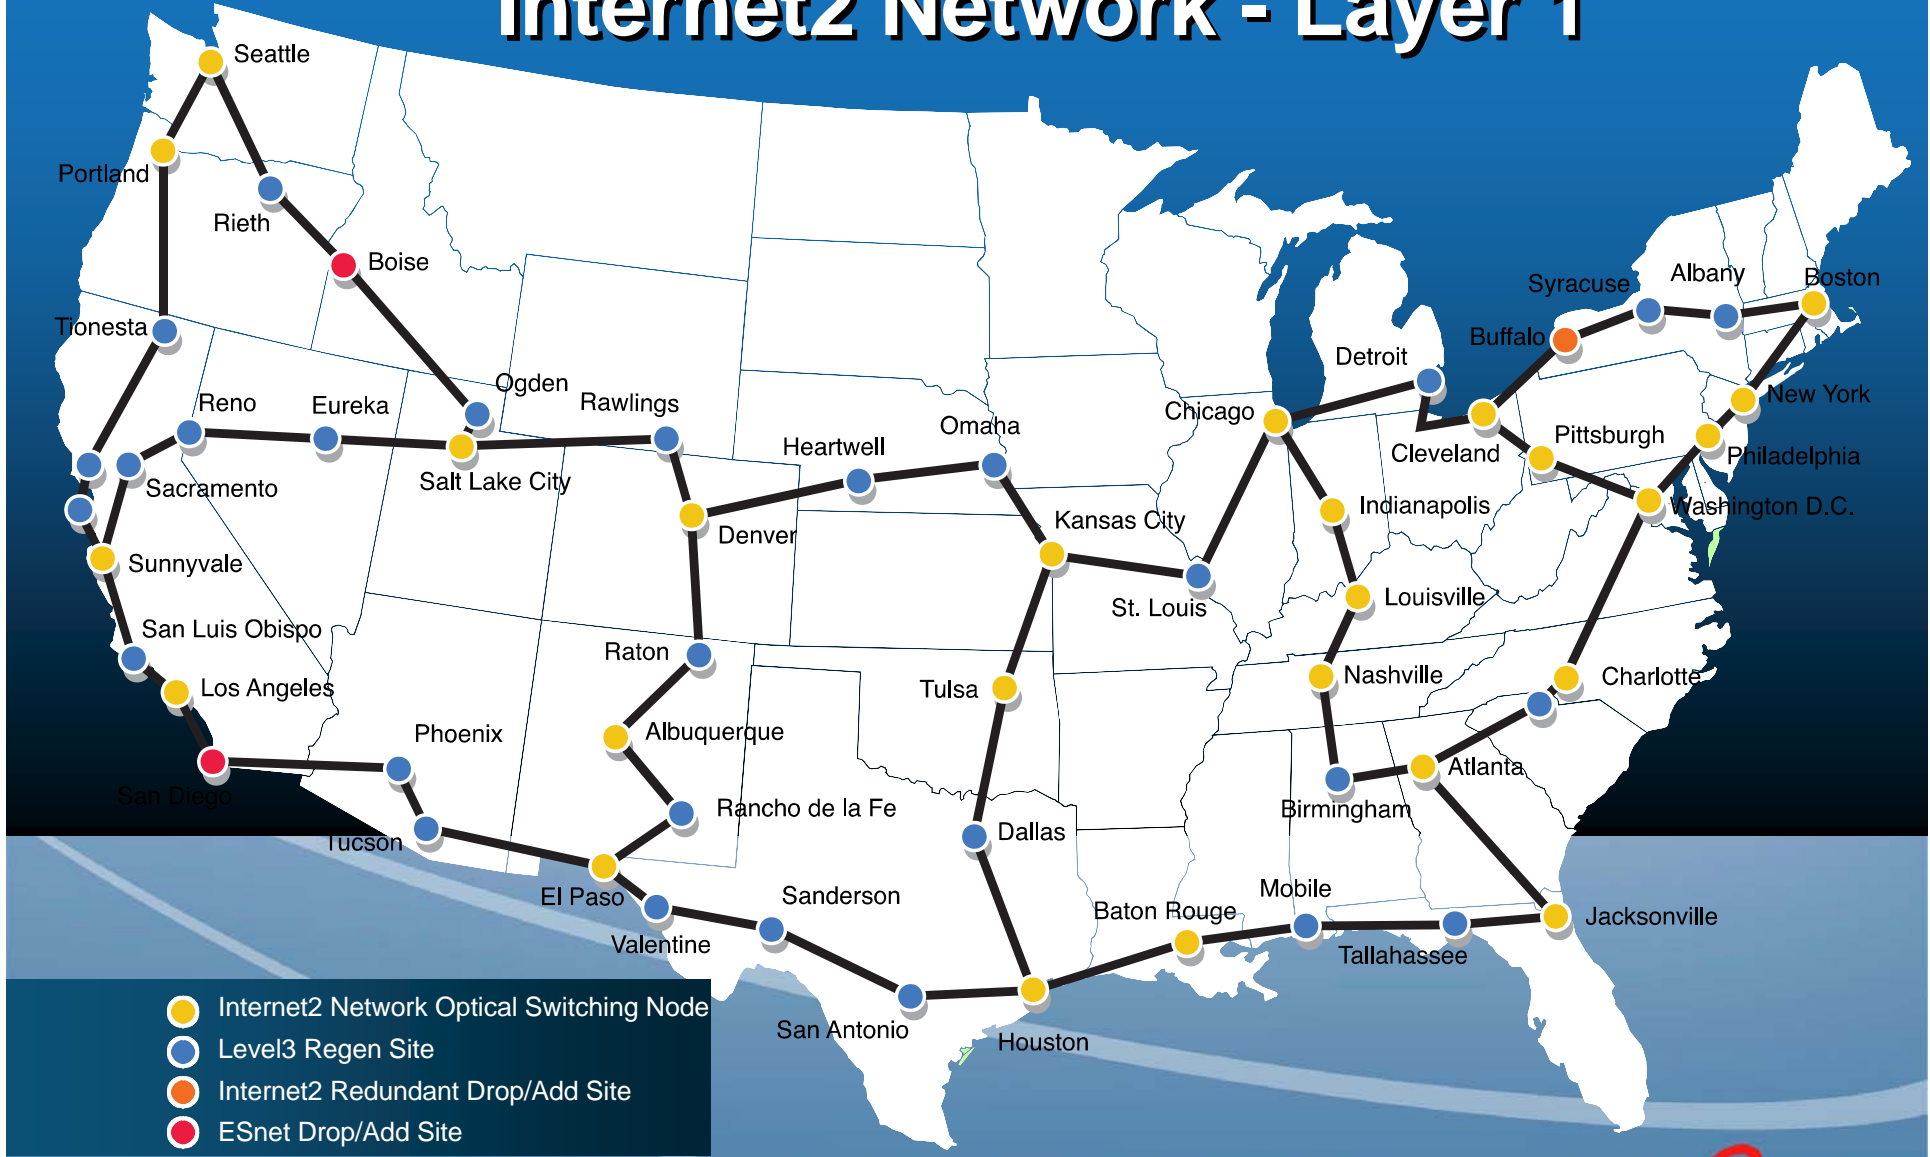 Internet2 Network - Layer 1
Seattle
Portland
Rieth
Boise
Tionesta
Ogden
Reno
Eureka
Rawlings
Sacramento
Salt Lake City
Heartwell
Omaha
Denver
Kansas City
Sunnyvale
San Luis Obispo
Los Angeles
San Diego
Phoenix
Tucson
Raton
Albuquerque
Rancho de la Fe
El Paso
Valentine
Sanderson
San Antonio
Houston
Dallas
Tulsa
St. Louis
Chicago
Detroit
Cleveland
Buffalo
Syracuse
Albany
Boston
New York
Philadelphia
Pittsburgh
Washington D.C.
Indianapolis
Louisville
Nashville
Charlotte
Atlanta
Birmingham
Baton Rouge
Mobile
Tallahassee
Jacksonville
Internet2 Network Optical Switching Node
Level3 Regen Site
Internet2 Redundant Drop/Add Site
ESnet Drop/Add Site